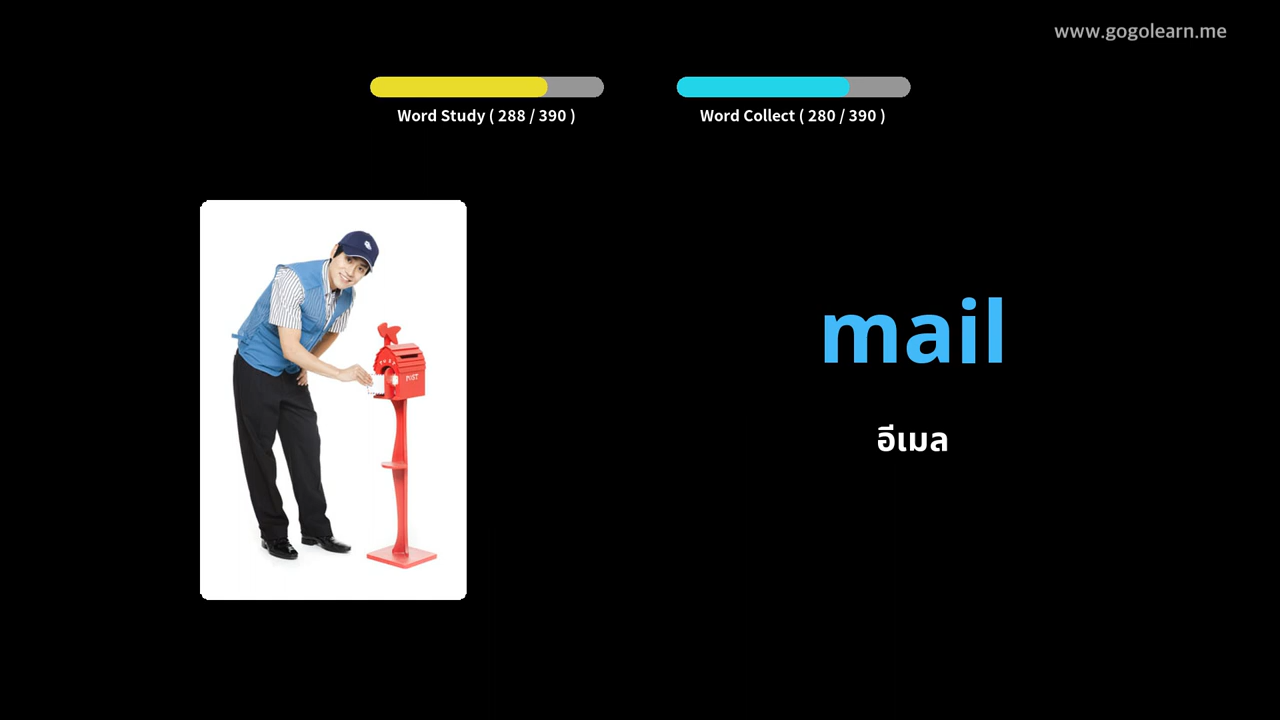 www.gogolearn.me
Word Study ( 288 / 390 )
Word Collect ( 280 / 390 )
POST
mail
อีเมล